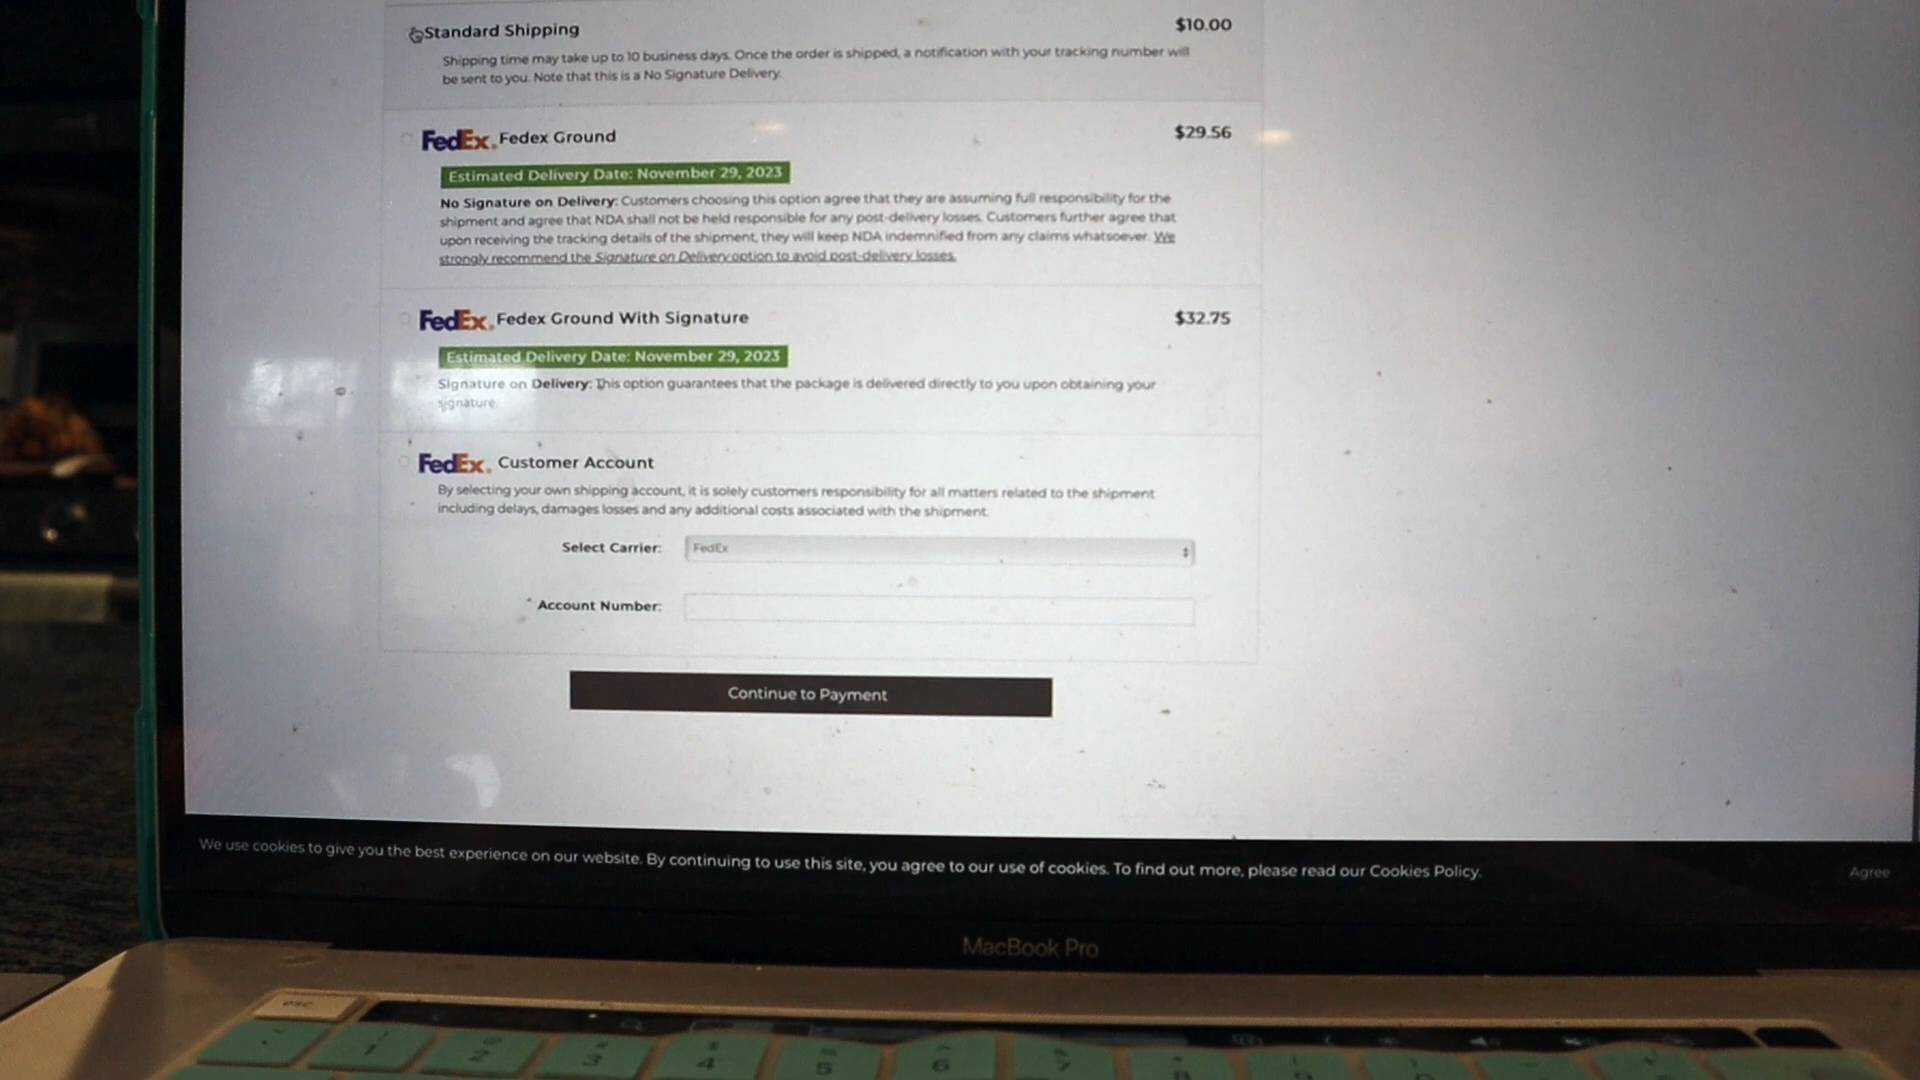 Standard Shipping $10.00
Shipping time may take up to 10 business days. Once the order is shipped, a notification with your tracking number will
be sent to you. Note that this is a No Signature Delivery.
FedEx. Fedex Ground $29.56
Estimated Delivery Date: November 29, 2023
No Signature on Delivery: Customers choosing this option agree that they are assuming full responsibility for the
shipment and agree that NDA shall not be held responsible for any post-delivery losses. Customers further agree that
upon receiving the tracking details of the shipment, they will keep NDA indemnified from any claims whatsoever. We
strongly recommend the Signature on Delivery option to avoid post-delivery losses.
FedEx. Fedex Ground With Signature $32.75
Estimated Delivery Date: November 29, 2023
Signature on Delivery: This option guarantees that the package is delivered directly to you upon obtaining your
signature.
FedEx. Customer Account
By selecting your own shipping account, it is solely customers responsibility for all matters related to the shipment
including delays, damages losses and any additional costs associated with the shipment.
Select Carrier: FedEx
* Account Number:
Continue to Payment
We use cookies to give you the best experience on our website. By continuing to use this site, you agree to our use of cookies. To find out more, please read our Cookies Policy. Agree
MacBook Pro
esc
1 2 3 4 5 6 7